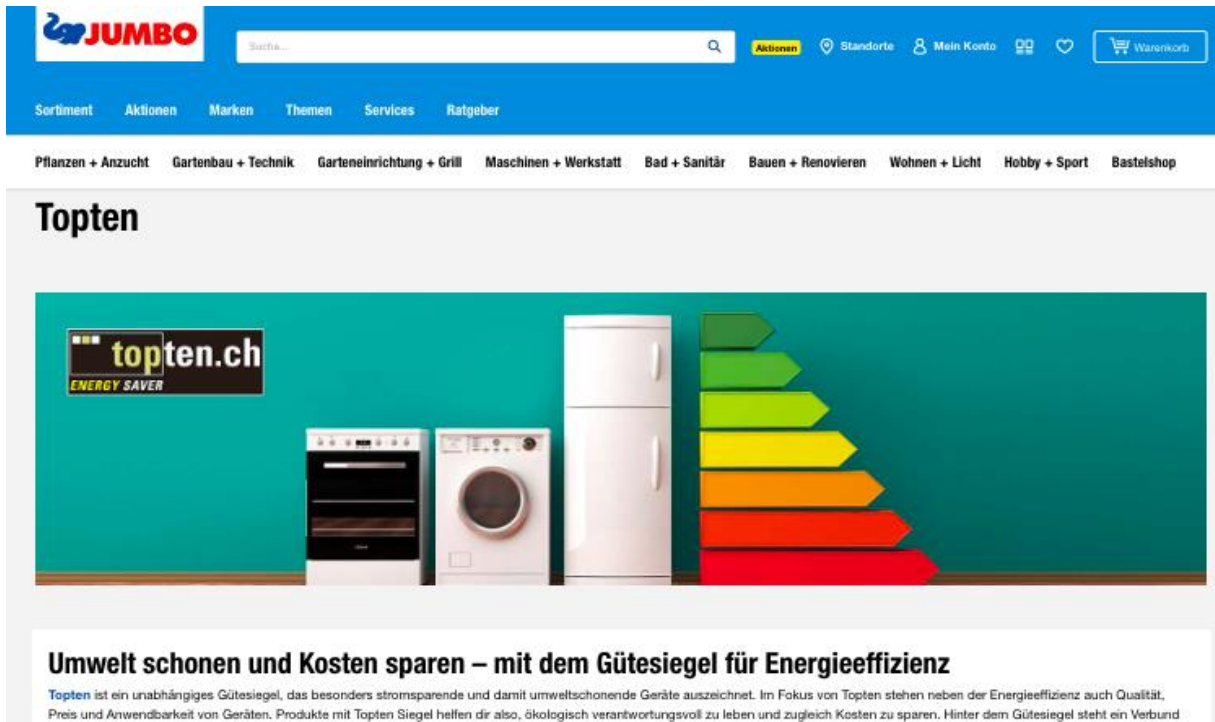 JUMBO
Suche...
Aktionen
Standorte
Mein Konto
Warenkorb
Sortiment Aktionen Marken Themen Services Ratgeber
Pflanzen + Anzucht Gartenbau + Technik Garteneinrichtung + Grill Maschinen + Werkstatt Bad + Sanitär Bauen + Renovieren Wohnen + Licht Hobby + Sport Bastelshop
Topten
topten.ch
ENERGY SAVER
Umwelt schonen und Kosten sparen – mit dem Gütesiegel für Energieeffizienz
Topten ist ein unabhängiges Gütesiegel, das besonders stromsparende und damit umweltschonende Geräte auszeichnet. Im Fokus von Topten stehen neben der Energieeffizienz auch Qualität,
Preis und Anwendbarkeit von Geräten. Produkte mit Topten Siegel helfen dir also, ökologisch verantwortungsvoll zu leben und zugleich Kosten zu sparen. Hinter dem Gütesiegel steht ein Verbund